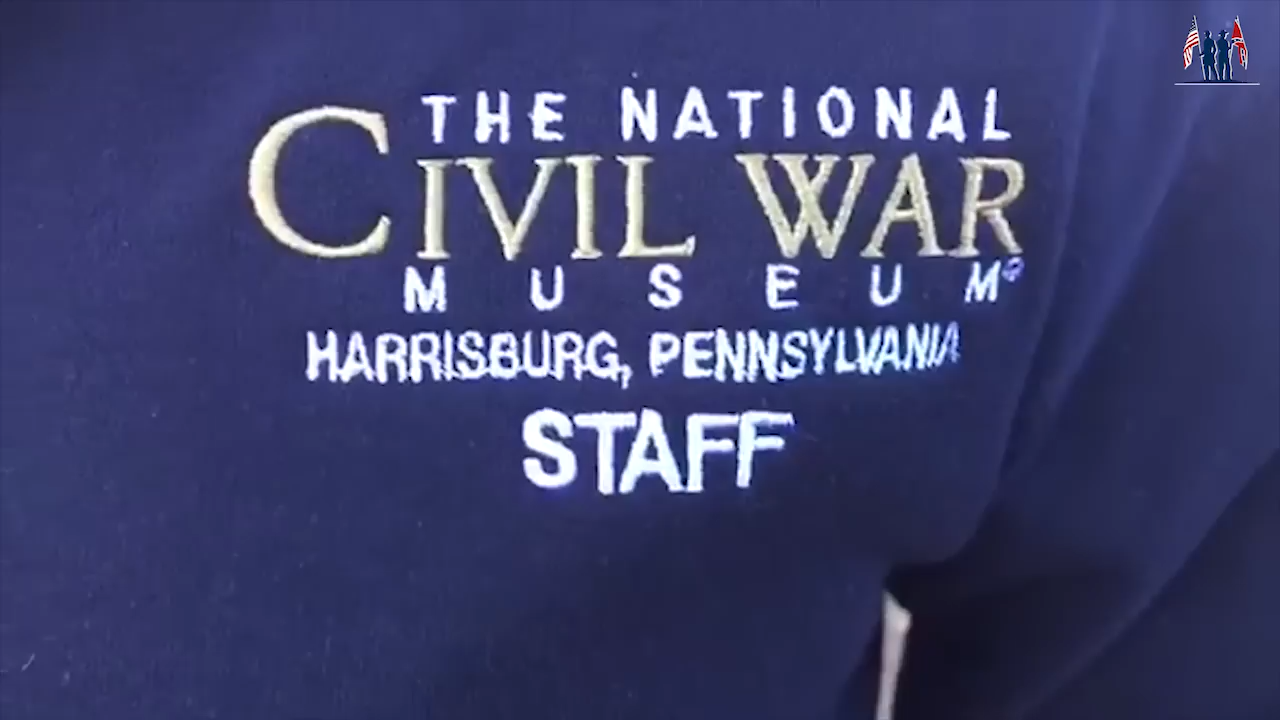 THE NATIONAL
CIVIL WAR
MUSEUM®
HARRISBURG, PENNSYLVANIA
STAFF